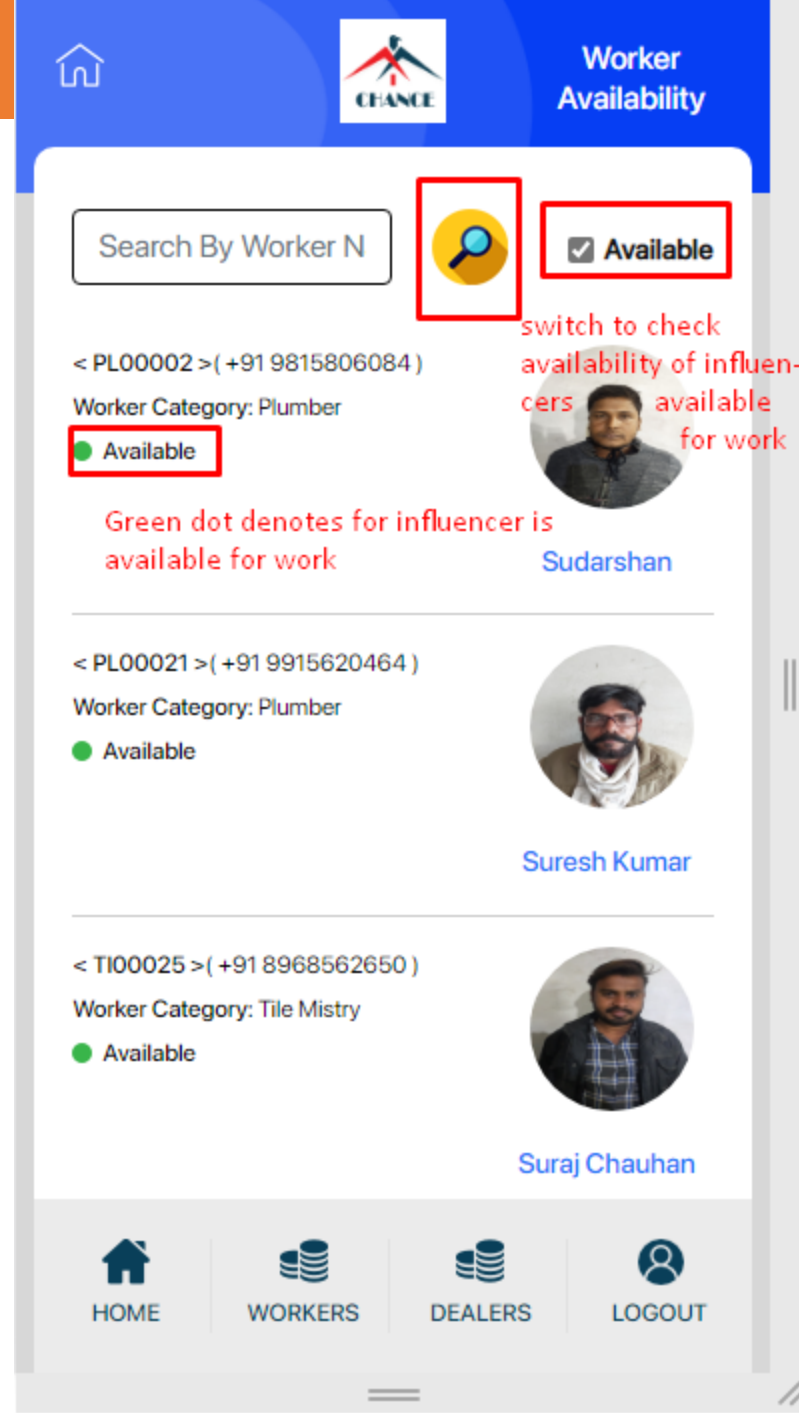 CHANCE
Worker
Availability
Search By Worker N
Available
switch to check
availability of influen-
cers available
for work
< PL00002 >( +91 9815806084 )
Worker Category: Plumber
Available
Green dot denotes for influencer is
available for work
Sudarshan
< PL00021 >( +91 9915620464 )
Worker Category: Plumber
Available
Suresh Kumar
< TI00025 >( +91 8968562650 )
Worker Category: Tile Mistry
Available
Suraj Chauhan
HOME
WORKERS
DEALERS
LOGOUT